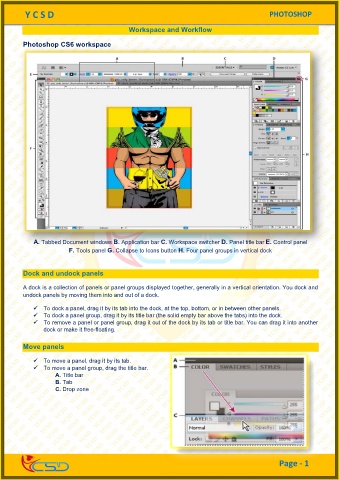 Y C S D
PHOTOSHOP
Workspace and Workflow
Photoshop CS6 workspace
A B C D
A. Tabbed Document windows B. Application bar C. Workspace switcher D. Panel title bar E. Control panel
F. Tools panel G. Collapse to Icons button H. Four panel groups in vertical dock
Dock and undock panels
A dock is a collection of panels or panel groups displayed together, generally in a vertical orientation. You dock and
undock panels by moving them into and out of a dock.
✓ To dock a panel, drag it by its tab into the dock, at the top, bottom, or in between other panels.
✓ To dock a panel group, drag it by its title bar (the solid empty bar above the tabs) into the dock.
✓ To remove a panel or panel group, drag it out of the dock by its tab or title bar. You can drag it into another
dock or make it free-floating.
Move panels
✓ To move a panel, drag it by its tab.
✓ To move a panel group, drag the title bar.
A. Title bar
B. Tab
C. Drop zone
A
B
COLOR SWATCHES STYLES
COLOR
255
C
255
LAYERS
255
Normal Opacity: 100%
Lock:
CSD
Page - 1